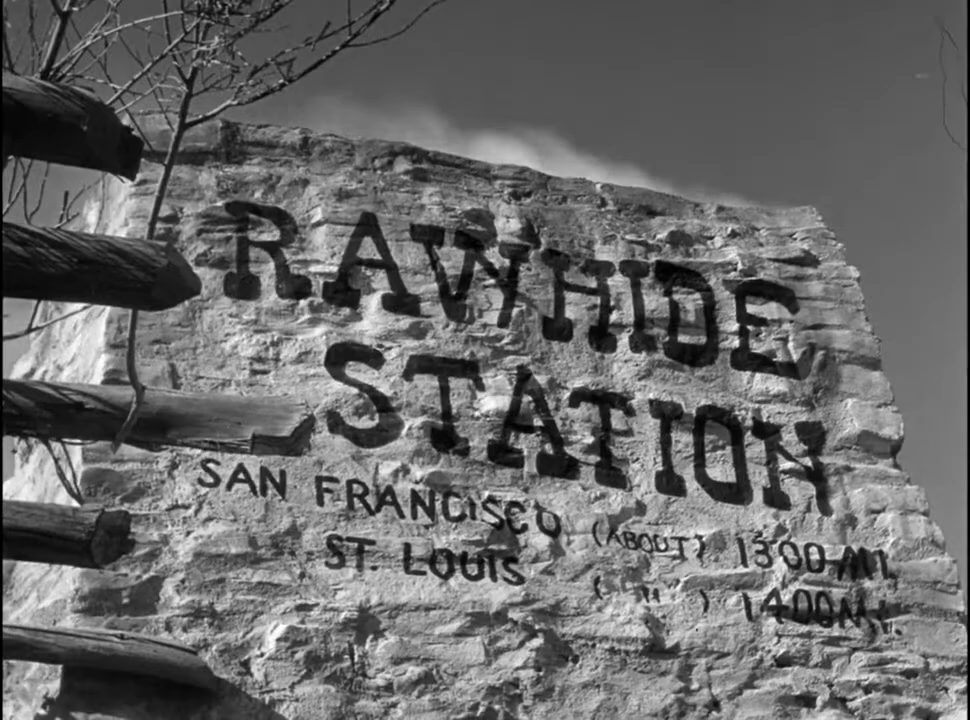 RAWHIDE
STATION
SAN FRANCISCO (ABOUT) 1300 MI.
ST. LOUIS ( " ) 1400 MI.